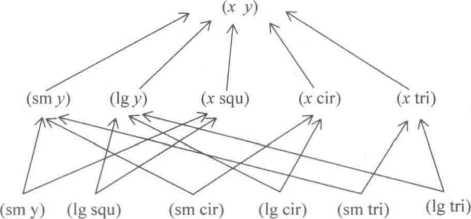 (x y)
(sm y) (lg y) (x squ) (x cir) (x tri)
(sm y) (lg squ) (sm cir) (lg cir) (sm tri) (lg tri)